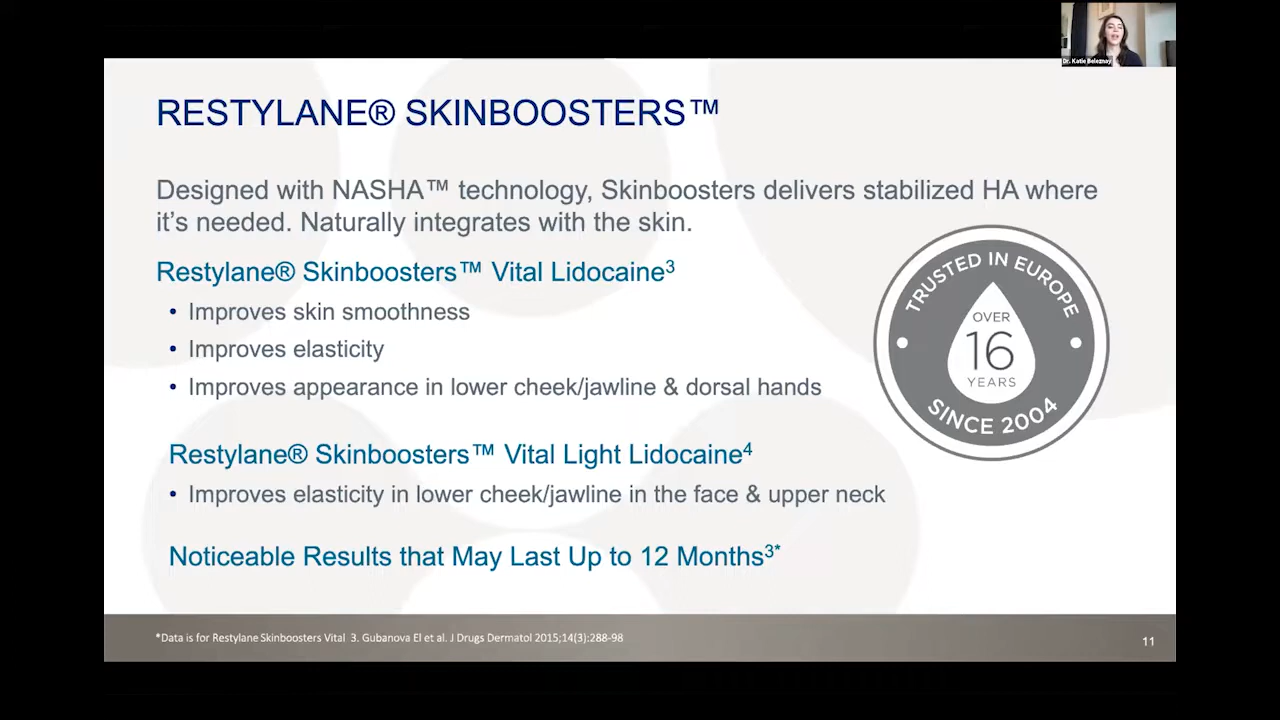 Dr. Katie Beleznay
RESTYLANE® SKINBOOSTERS™
Designed with NASHA™ technology, Skinboosters delivers stabilized HA where
it's needed. Naturally integrates with the skin.
Restylane® Skinboosters™ Vital Lidocaine³
• Improves skin smoothness
• Improves elasticity
• Improves appearance in lower cheek/jawline & dorsal hands
TRUSTED IN EUROPE
OVER
16
YEARS
SINCE 2004
Restylane® Skinboosters™ Vital Light Lidocaine⁴
• Improves elasticity in lower cheek/jawline in the face & upper neck
Noticeable Results that May Last Up to 12 Months³*
*Data is for Restylane Skinboosters Vital 3. Gubanova EI et al. J Drugs Dermatol 2015;14(3):288-98
11